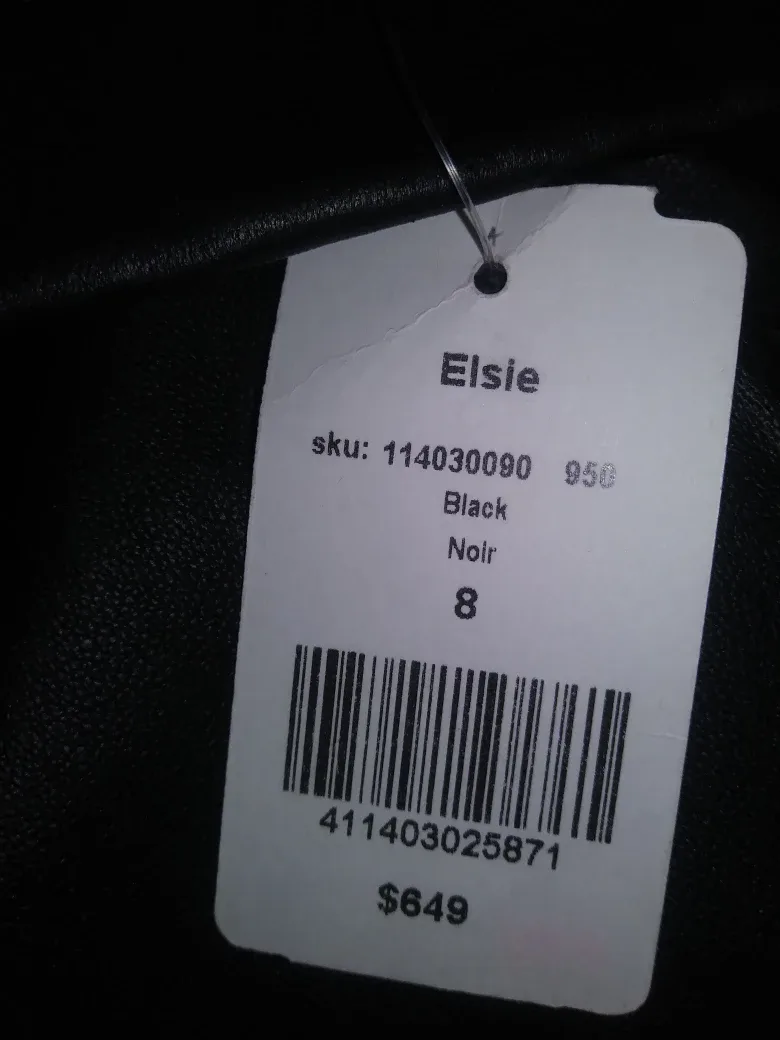 Elsie
sku: 114030090 950
Black
Noir
8
411403025871
$649